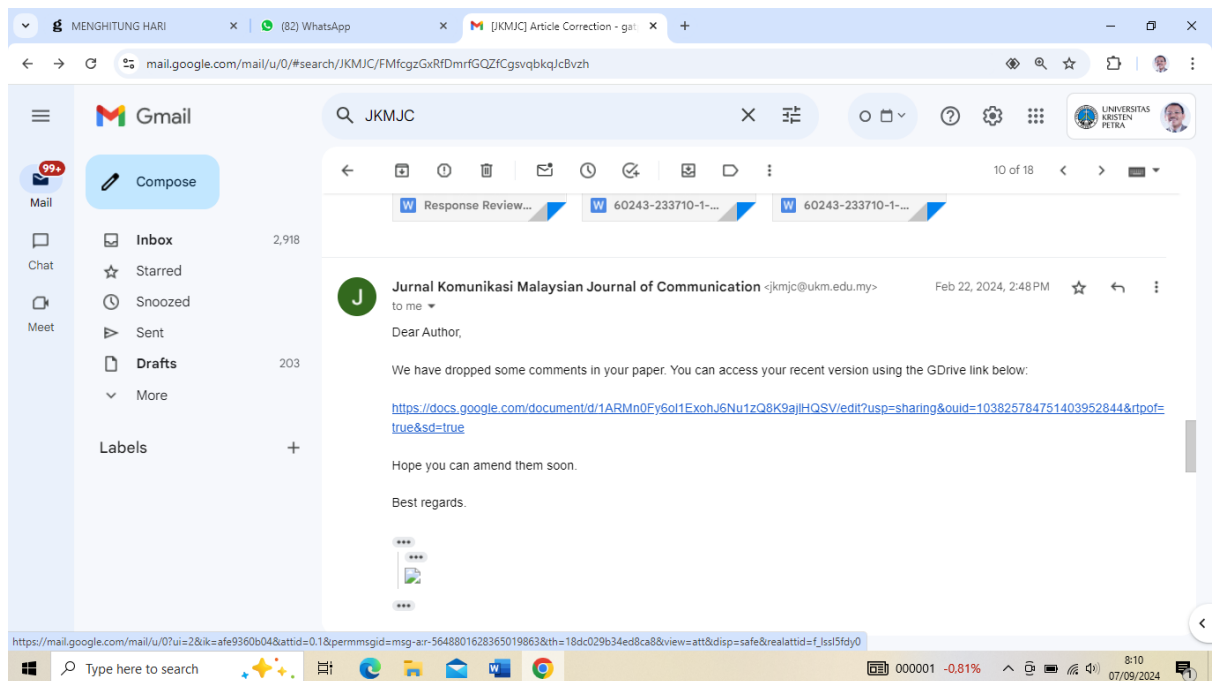 MENGHITUNG HARI
(82) WhatsApp
[JKMJC] Article Correction - gat
mail.google.com/mail/u/0/#search/JKMJC/FMfcgzGxRfDmrfGQZfCgsvqbkqJcBvzh
Gmail
JKMJC
UNIVERSITAS
KRISTEN
PETRA
99+
Mail
Chat
Meet
Compose
Inbox 2,918
Starred
Snoozed
Sent
Drafts 203
More
Labels
10 of 18
W Response Review...
W 60243-233710-1-...
W 60243-233710-1-...
J
Jurnal Komunikasi Malaysian Journal of Communication <jkmjc@ukm.edu.my> Feb 22, 2024, 2:48 PM
to me
Dear Author,
We have dropped some comments in your paper. You can access your recent version using the GDrive link below:
https://docs.google.com/document/d/1ARMn0Fy6oI1ExohJ6Nu1zQ8K9ajlHQSV/edit?usp=sharing&ouid=103825784751403952844&rtpof=
true&sd=true
Hope you can amend them soon.
Best regards.
https://mail.google.com/mail/u/0?ui=2&ik=afe9360b04&attid=0.1&permmsgid=msg-a:r-5648801628365019863&th=18dc029b34ed8ca8&view=att&disp=safe&realattid=f_lssl5fdy0
Type here to search
000001 -0,81%
8:10
07/09/2024
1